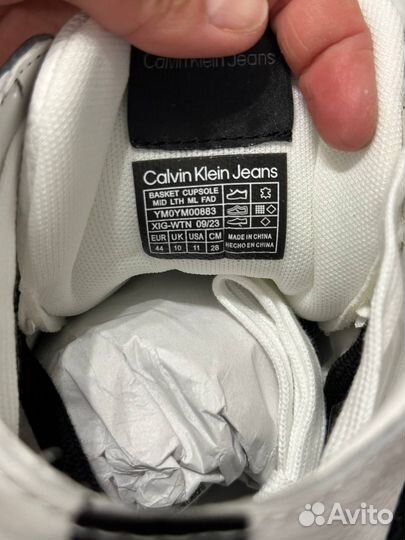 Calvin Klein Jeans
Calvin Klein Jeans
BASKET CUPSOLE
MID LTH ML FAD
YM0YM00883
XIG-WTN 09/23
EUR UK USA CM
44 10 11 28
MADE IN CHINA
HECHO EN CHINA
Avito